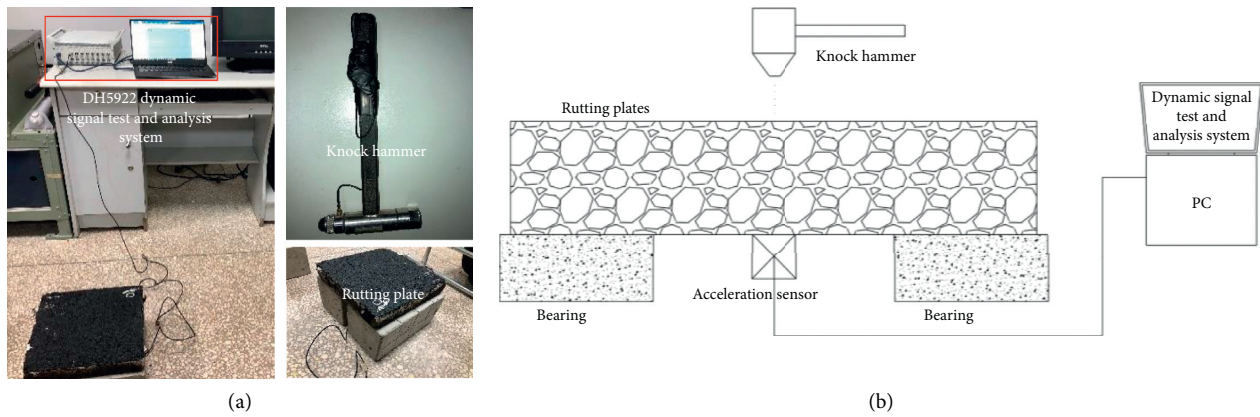 DH5922 dynamic
signal test and analysis
system
Knock hammer
Rutting plate
(a)
Knock hammer
Rutting plates
Dynamic signal
test and
analysis system
PC
Acceleration sensor
Bearing
Bearing
(b)